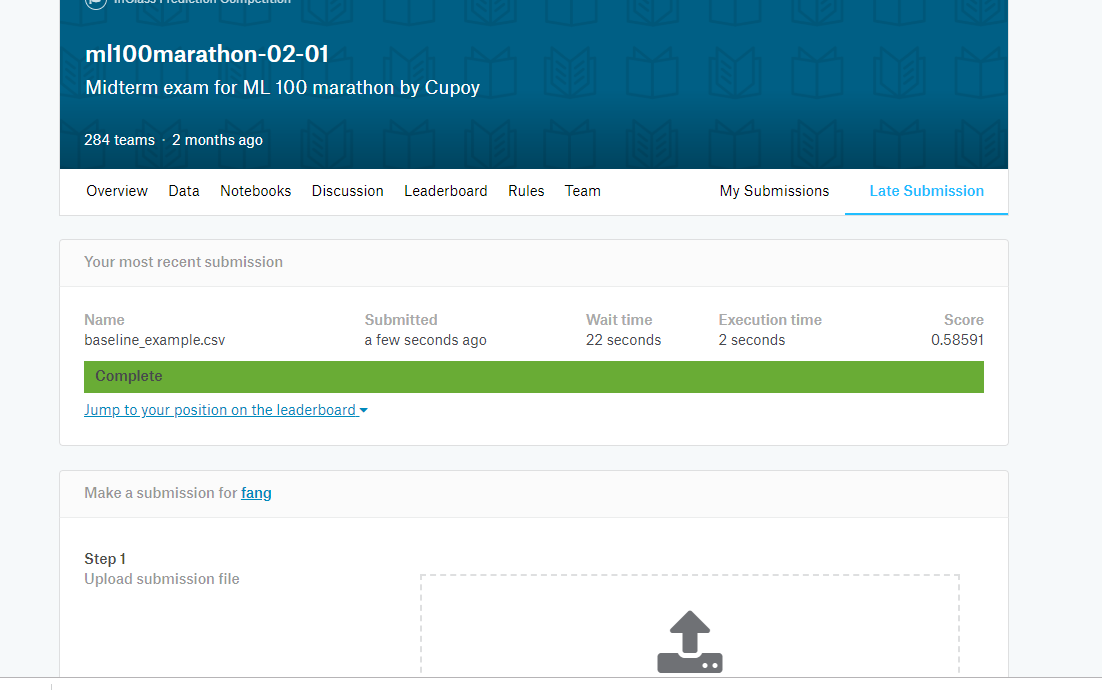 InClass Prediction Competition
ml100marathon-02-01
Midterm exam for ML 100 marathon by Cupoy
284 teams · 2 months ago
Overview Data Notebooks Discussion Leaderboard Rules Team My Submissions Late Submission
Your most recent submission
Name Submitted Wait time Execution time Score
baseline_example.csv a few seconds ago 22 seconds 2 seconds 0.58591
Complete
Jump to your position on the leaderboard
Make a submission for fang
Step 1
Upload submission file